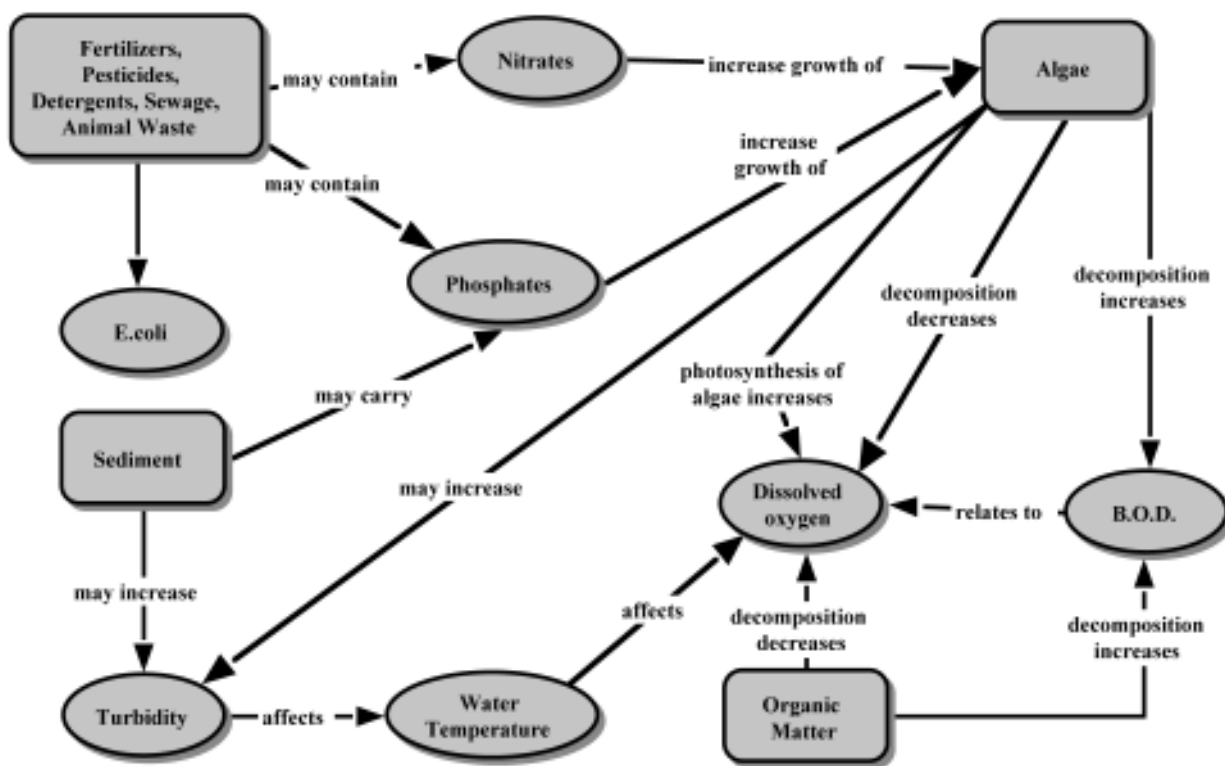 Fertilizers,
Pesticides,
Detergents, Sewage,
Animal Waste
may contain
Nitrates
increase growth of
Algae
may contain
increase
growth of
E.coli
Phosphates
decomposition
decreases
decomposition
increases
photosynthesis of
algae increases
may carry
Sediment
may increase
Dissolved
oxygen
relates to
B.O.D.
may increase
affects
decomposition
decreases
decomposition
increases
Turbidity
affects
Water
Temperature
Organic
Matter